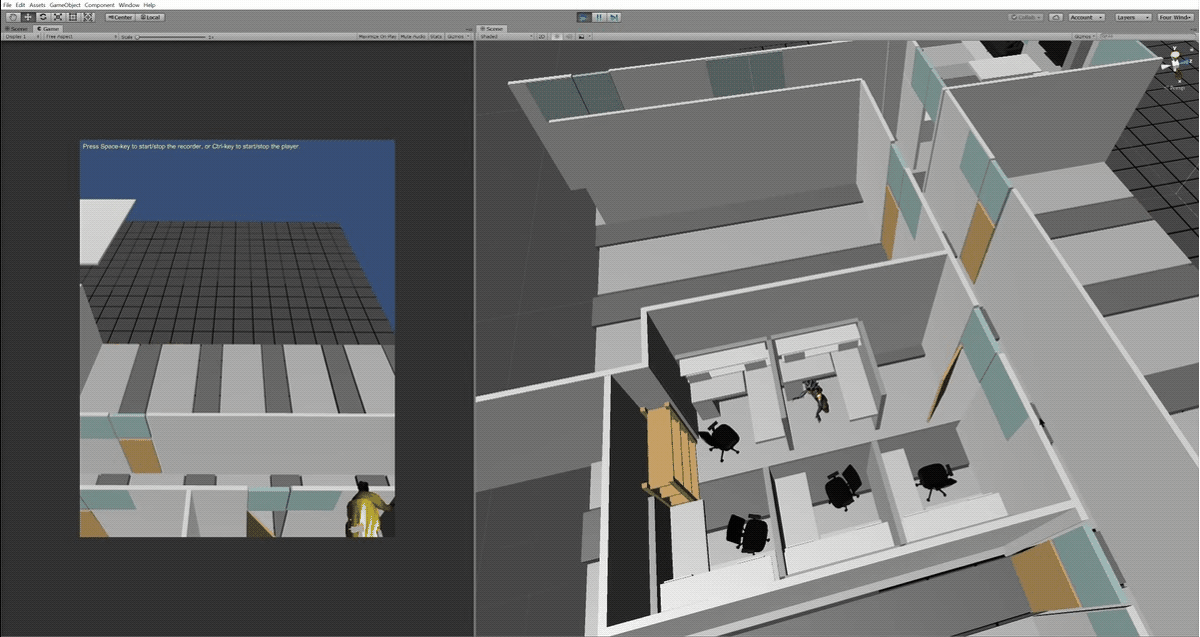 File Edit Assets GameObject Component Window Help
Center Local
Collab Account Layers Four Wind
Scene Game
Scene
Display 1 Free Aspect Scale 1x Maximize On Play Mute Audio Stats Gizmos
Shaded 2D Gizmos
Press Space-key to start/stop the recorder, or Ctrl-key to start/stop the player
Persp